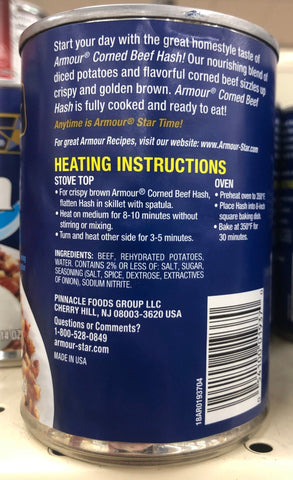 Start your day with the great homestyle taste of
Armour® Corned Beef Hash! Our nourishing blend of
diced potatoes and flavorful corned beef sizzles up
crispy and golden brown. Armour® Corned Beef
Hash is fully cooked and ready to eat!
Anytime is Armour® Star Time!
For great Armour Recipes, visit our website: www.Armour-Star.com
HEATING INSTRUCTIONS
STOVE TOP
• For crispy brown Armour® Corned Beef Hash,
flatten Hash in skillet with spatula.
• Heat on medium for 8-10 minutes without
stirring or mixing.
• Turn and heat other side for 3-5 minutes.
OVEN
• Preheat oven to 350°F.
• Place Hash into 8-inch
square baking dish.
• Bake at 350°F for
30 minutes.
INGREDIENTS: BEEF, REHYDRATED POTATOES,
WATER. CONTAINS 2% OR LESS OF: SALT, SUGAR,
SEASONING (SALT, SPICE, DEXTROSE, EXTRACTIVES
OF ONION), SODIUM NITRITE.
PINNACLE FOODS GROUP LLC
CHERRY HILL, NJ 08003-3620 USA
Questions or Comments?
1-800-528-0849
armour-star.com
MADE IN USA
18AR0193704